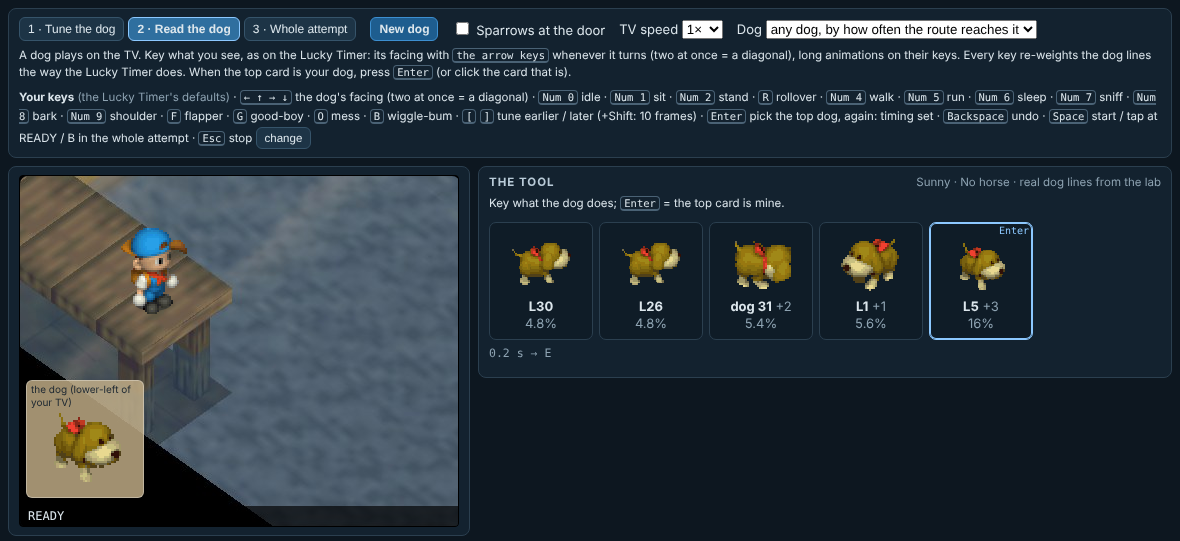 1 · Tune the dog 2 · Read the dog 3 · Whole attempt New dog Sparrows at the door TV speed 1× Dog any dog, by how often the route reaches it
A dog plays on the TV. Key what you see, as on the Lucky Timer: its facing with the arrow keys whenever it turns (two at once = a diagonal), long animations on their keys. Every key re-weights the dog lines
the way the Lucky Timer does. When the top card is your dog, press Enter (or click the card that is).
Your keys (the Lucky Timer's defaults) · ← ↑ → ↓ the dog's facing (two at once = a diagonal) · Num 0 idle · Num 1 sit · Num 2 stand · R rollover · Num 4 walk · Num 5 run · Num 6 sleep · Num 7 sniff · Num
8 bark · Num 9 shoulder · F flapper · G good-boy · O mess · B wiggle-bum · [ ] tune earlier / later (+Shift: 10 frames) · Enter pick the top dog, again: timing set · Backspace undo · Space start / tap at
READY / B in the whole attempt · Esc stop change
the dog (lower-left of
your TV)
READY
THE TOOL Sunny · No horse · real dog lines from the lab
Key what the dog does; Enter = the top card is mine.
Enter
L30 L26 dog 31 +2 L1 +1 L5 +3
4.8% 4.8% 5.4% 5.6% 16%
0.2 s → E